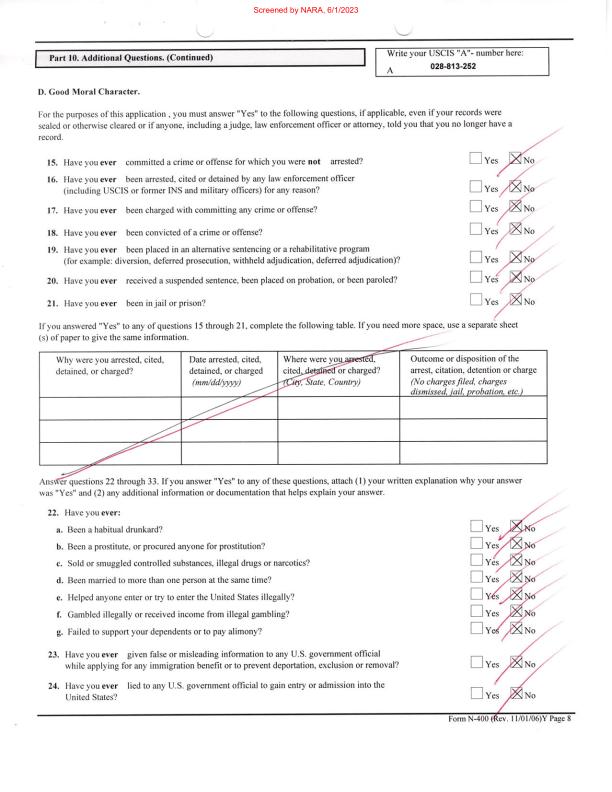 Screened by NARA, 6/1/2023
Part 10. Additional Questions. (Continued)
Write your USCIS "A"- number here:
A 028-813-252
D. Good Moral Character.
For the purposes of this application , you must answer "Yes" to the following questions, if applicable, even if your records were
sealed or otherwise cleared or if anyone, including a judge, law enforcement officer or attorney, told you that you no longer have a
record.
15. Have you ever committed a crime or offense for which you were not arrested? Yes No
16. Have you ever been arrested, cited or detained by any law enforcement officer
(including USCIS or former INS and military officers) for any reason? Yes No
17. Have you ever been charged with committing any crime or offense? Yes No
18. Have you ever been convicted of a crime or offense? Yes No
19. Have you ever been placed in an alternative sentencing or a rehabilitative program
(for example: diversion, deferred prosecution, withheld adjudication, deferred adjudication)? Yes No
20. Have you ever received a suspended sentence, been placed on probation, or been paroled? Yes No
21. Have you ever been in jail or prison? Yes No
If you answered "Yes" to any of questions 15 through 21, complete the following table. If you need more space, use a separate sheet
(s) of paper to give the same information.
Why were you arrested, cited,
detained, or charged?
Date arrested, cited,
detained, or charged
(mm/dd/yyyy)
Where were you arrested,
cited, detained or charged?
(City, State, Country)
Outcome or disposition of the
arrest, citation, detention or charge
(No charges filed, charges
dismissed, jail, probation, etc.)
Answer questions 22 through 33. If you answer "Yes" to any of these questions, attach (1) your written explanation why your answer
was "Yes" and (2) any additional information or documentation that helps explain your answer.
22. Have you ever:
a. Been a habitual drunkard? Yes No
b. Been a prostitute, or procured anyone for prostitution? Yes No
c. Sold or smuggled controlled substances, illegal drugs or narcotics? Yes No
d. Been married to more than one person at the same time? Yes No
e. Helped anyone enter or try to enter the United States illegally? Yes No
f. Gambled illegally or received income from illegal gambling? Yes No
g. Failed to support your dependents or to pay alimony? Yes No
23. Have you ever given false or misleading information to any U.S. government official
while applying for any immigration benefit or to prevent deportation, exclusion or removal? Yes No
24. Have you ever lied to any U.S. government official to gain entry or admission into the
United States? Yes No
Form N-400 (Rev. 11/01/06)Y Page 8